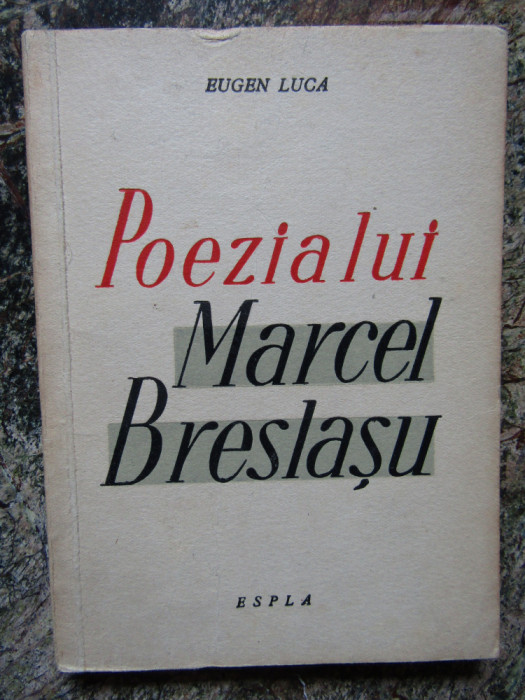 EUGEN LUCA
Poezia lui
Marcel
Breslașu
ESPLA